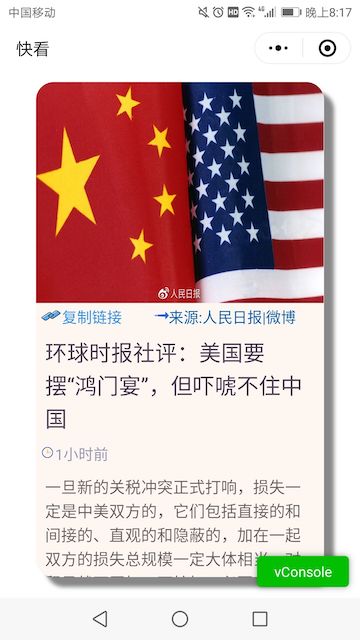 中国移动 HD 4G 晚上8:17
快看
人民日报
复制链接 来源:人民日报|微博
环球时报社评：美国要
摆“鸿门宴”，但吓唬不住中
国
1小时前
一旦新的关税冲突正式打响，损失一
定是中美双方的，它们包括直接的和
间接的、直观的和隐蔽的，加在一起
双方的损失总规模一定大体相当。对
vConsole